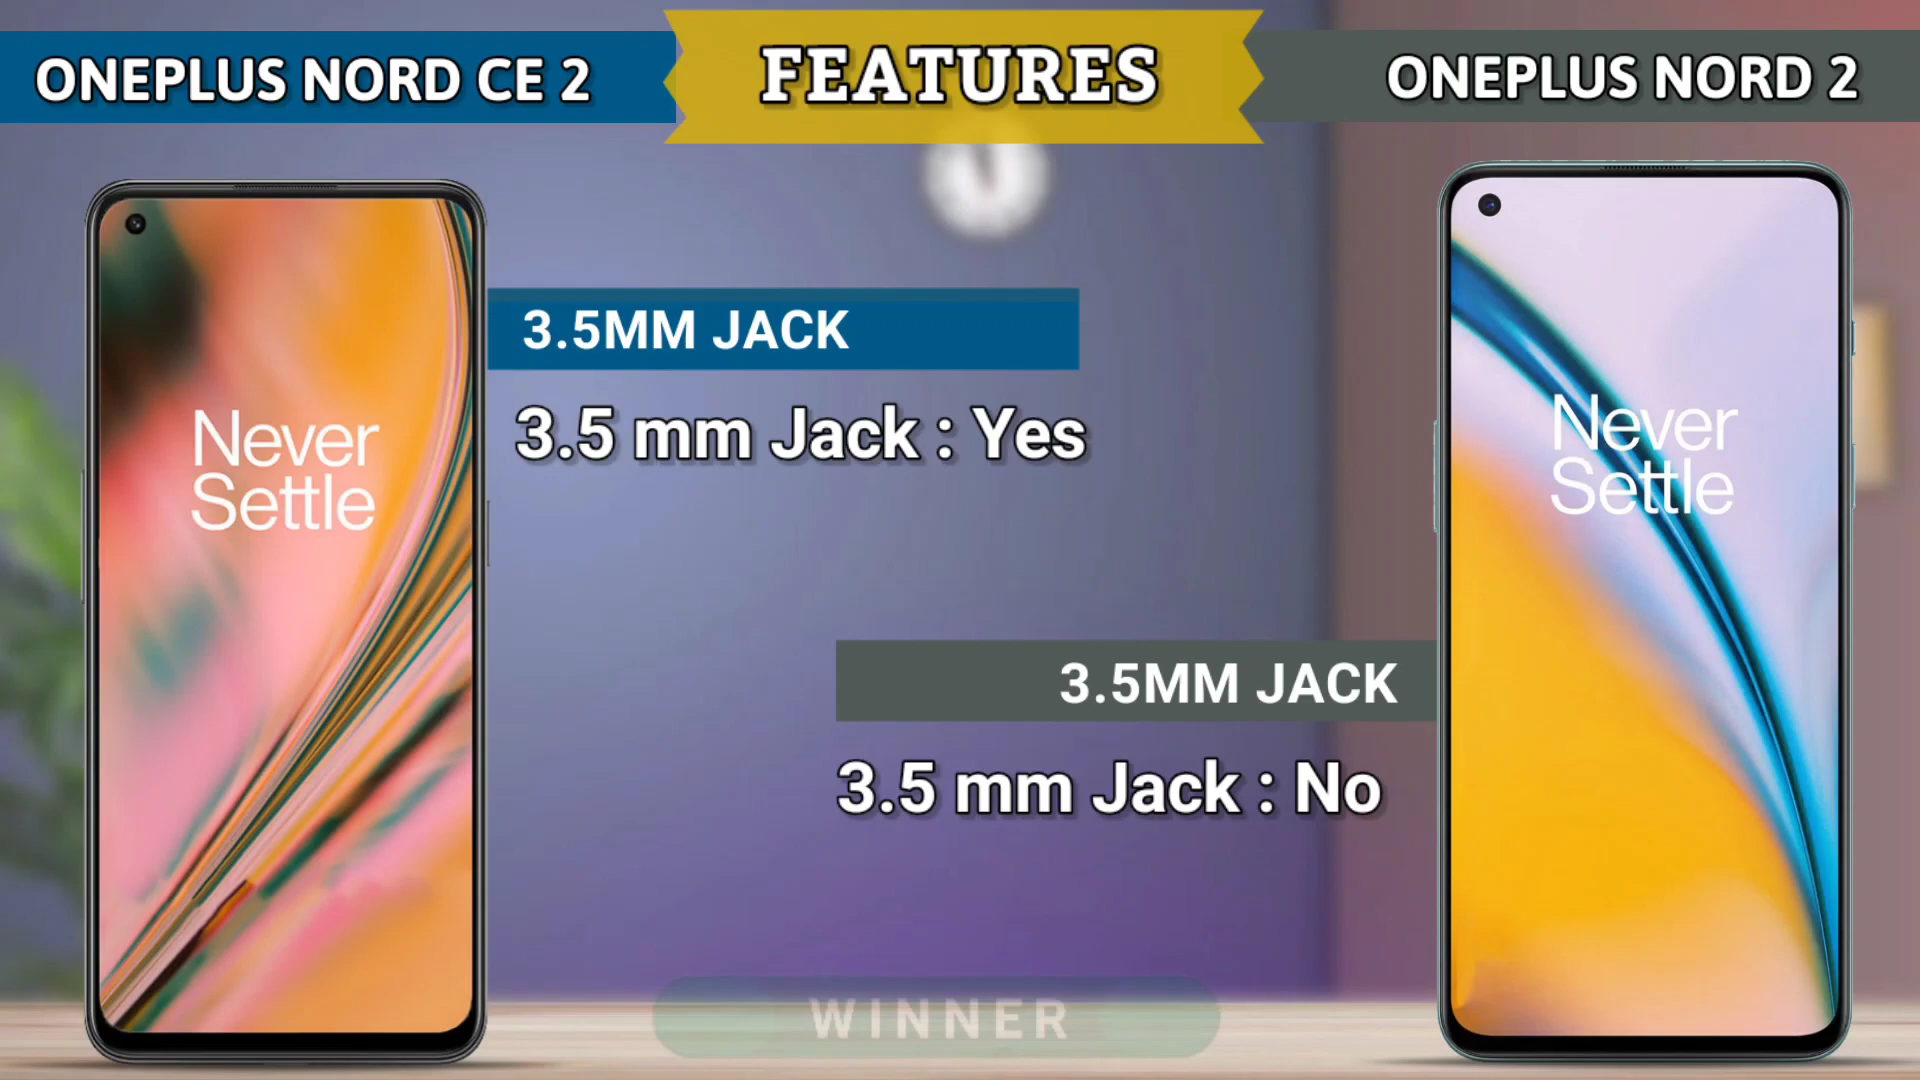 ONEPLUS NORD CE 2
FEATURES
ONEPLUS NORD 2
3.5MM JACK
3.5 mm Jack : Yes
Never
Settle
Never
Settle
3.5MM JACK
3.5 mm Jack : No
WINNER